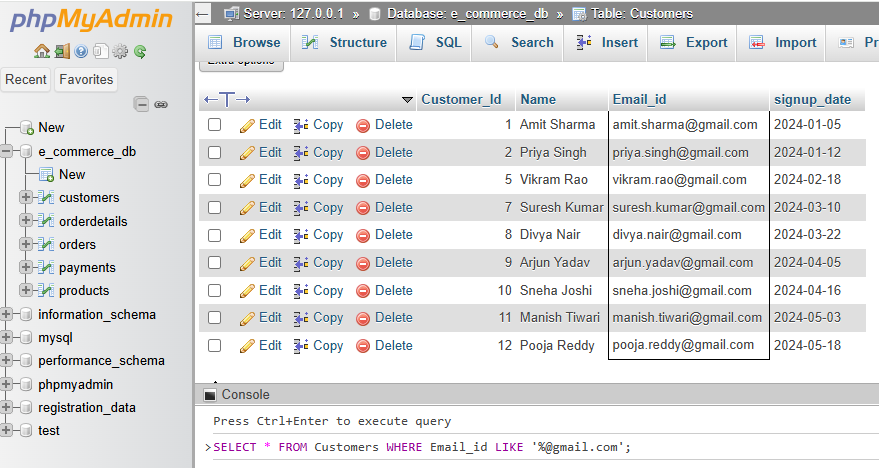 phpMyAdmin
Recent Favorites
New
e_commerce_db
New
customers
orderdetails
orders
payments
products
information_schema
mysql
performance_schema
phpmyadmin
registration_data
test
Server: 127.0.0.1 » Database: e_commerce_db » Table: Customers
Browse Structure SQL Search Insert Export Import Pr
Extra options
Customer_Id Name Email_id signup_date
Edit Copy Delete 1 Amit Sharma amit.sharma@gmail.com 2024-01-05
Edit Copy Delete 2 Priya Singh priya.singh@gmail.com 2024-01-12
Edit Copy Delete 5 Vikram Rao vikram.rao@gmail.com 2024-02-18
Edit Copy Delete 7 Suresh Kumar suresh.kumar@gmail.com 2024-03-10
Edit Copy Delete 8 Divya Nair divya.nair@gmail.com 2024-03-22
Edit Copy Delete 9 Arjun Yadav arjun.yadav@gmail.com 2024-04-05
Edit Copy Delete 10 Sneha Joshi sneha.joshi@gmail.com 2024-04-16
Edit Copy Delete 11 Manish Tiwari manish.tiwari@gmail.com 2024-05-03
Edit Copy Delete 12 Pooja Reddy pooja.reddy@gmail.com 2024-05-18
Console
Press Ctrl+Enter to execute query
>SELECT * FROM Customers WHERE Email_id LIKE '%@gmail.com';